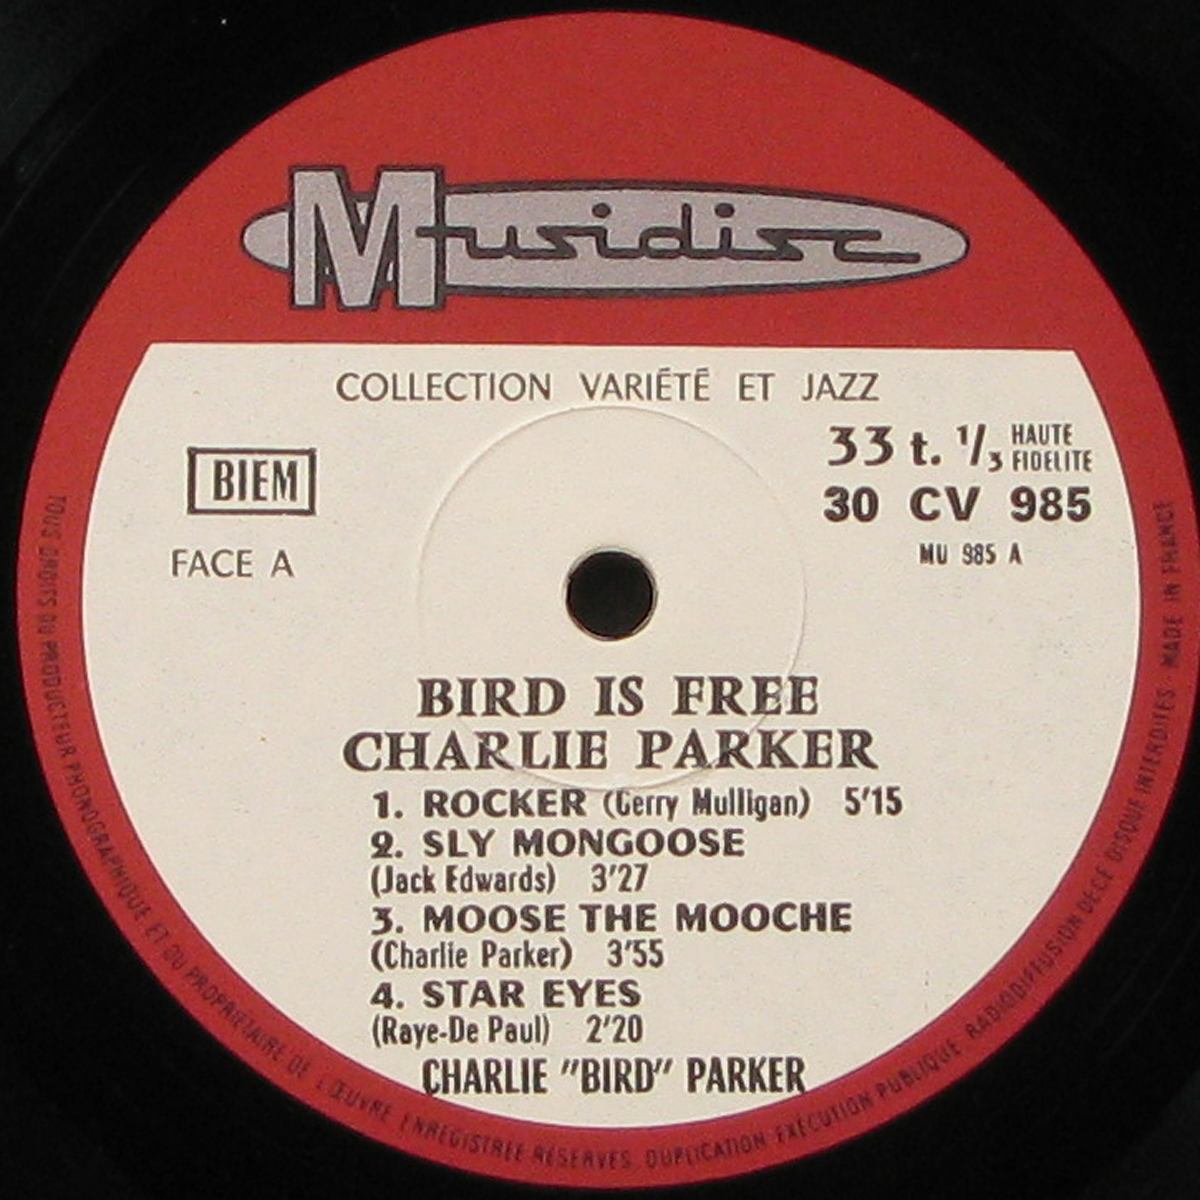 Musidisc
COLLECTION VARIÉTÉ ET JAZZ
BIEM
33 t. 1/3 HAUTE FIDELITE
30 CV 985
MU 985 A
FACE A
BIRD IS FREE
CHARLIE PARKER
1. ROCKER (Gerry Mulligan) 5'15
2. SLY MONGOOSE
(Jack Edwards) 3'27
3. MOOSE THE MOOCHE
(Charlie Parker) 3'55
4. STAR EYES
(Raye-De Paul) 2'20
CHARLIE "BIRD" PARKER
TOUS DROITS DU PRODUCTEUR PHONOGRAPHIQUE ET DU PROPRIETAIRE DE L'ŒUVRE ENREGISTREE RESERVES. DUPLICATION EXÉCUTION PUBLIQUE RADIODIFFUSION DE CE DISQUE INTERDITES - MADE IN FRANCE